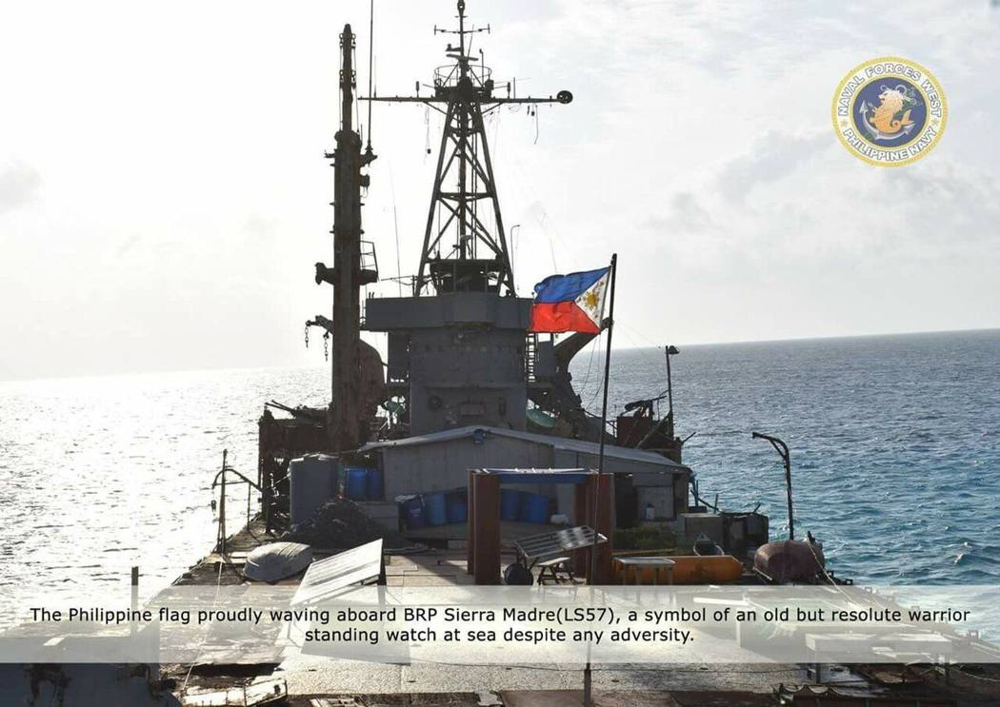 NAVAL FORCES WEST
PHILIPPINE NAVY
The Philippine flag proudly waving aboard BRP Sierra Madre(LS57), a symbol of an old but resolute warrior
standing watch at sea despite any adversity.